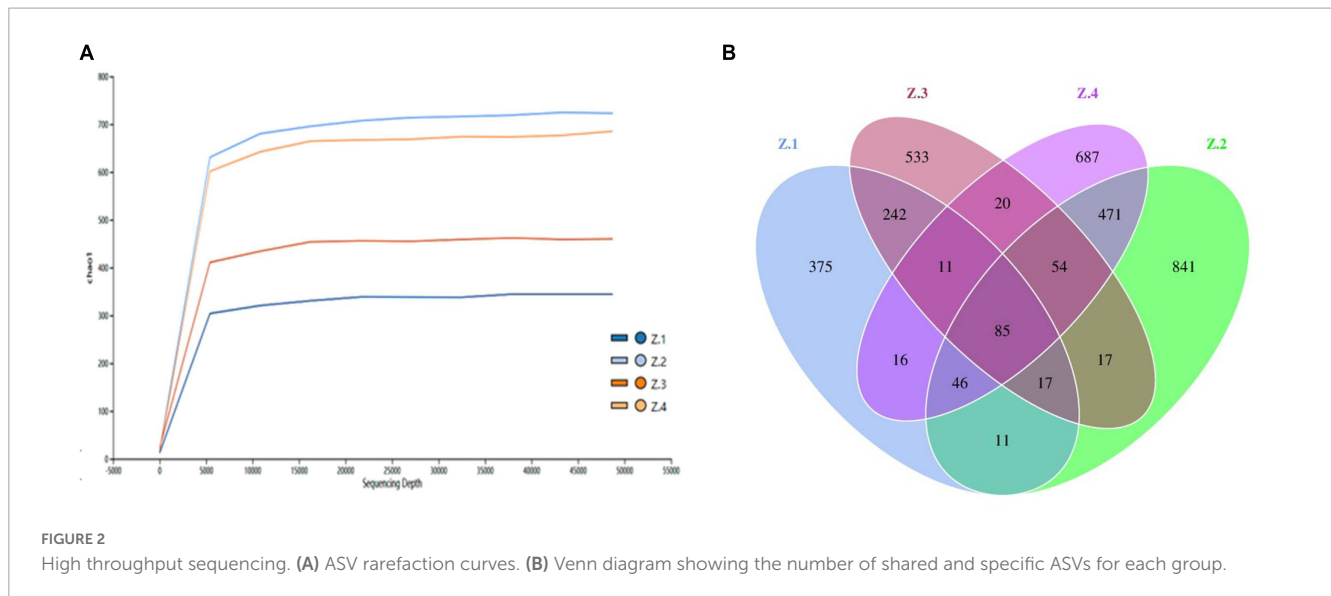 A
800
700
600
500
400
300
200
100
0
chao1
-5000 0 5000 10000 15000 20000 25000 30000 35000 40000 45000 50000 55000
Sequencing Depth
Z.1
Z.2
Z.3
Z.4
B
Z.3 Z.4
Z.1 Z.2
533 687
20
242 471
375 11 54 841
85
16 17
46 17
11
FIGURE 2
High throughput sequencing. (A) ASV rarefaction curves. (B) Venn diagram showing the number of shared and specific ASVs for each group.